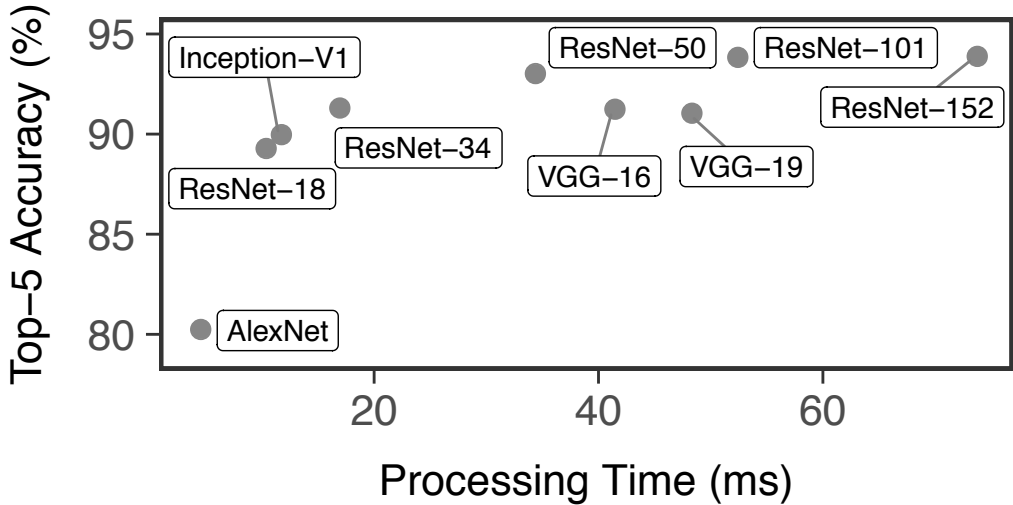 Top–5 Accuracy (%)
95
90
85
80
Inception–V1
ResNet–50
ResNet–101
ResNet–152
ResNet–34
VGG–16
VGG–19
ResNet–18
AlexNet
20
40
60
Processing Time (ms)